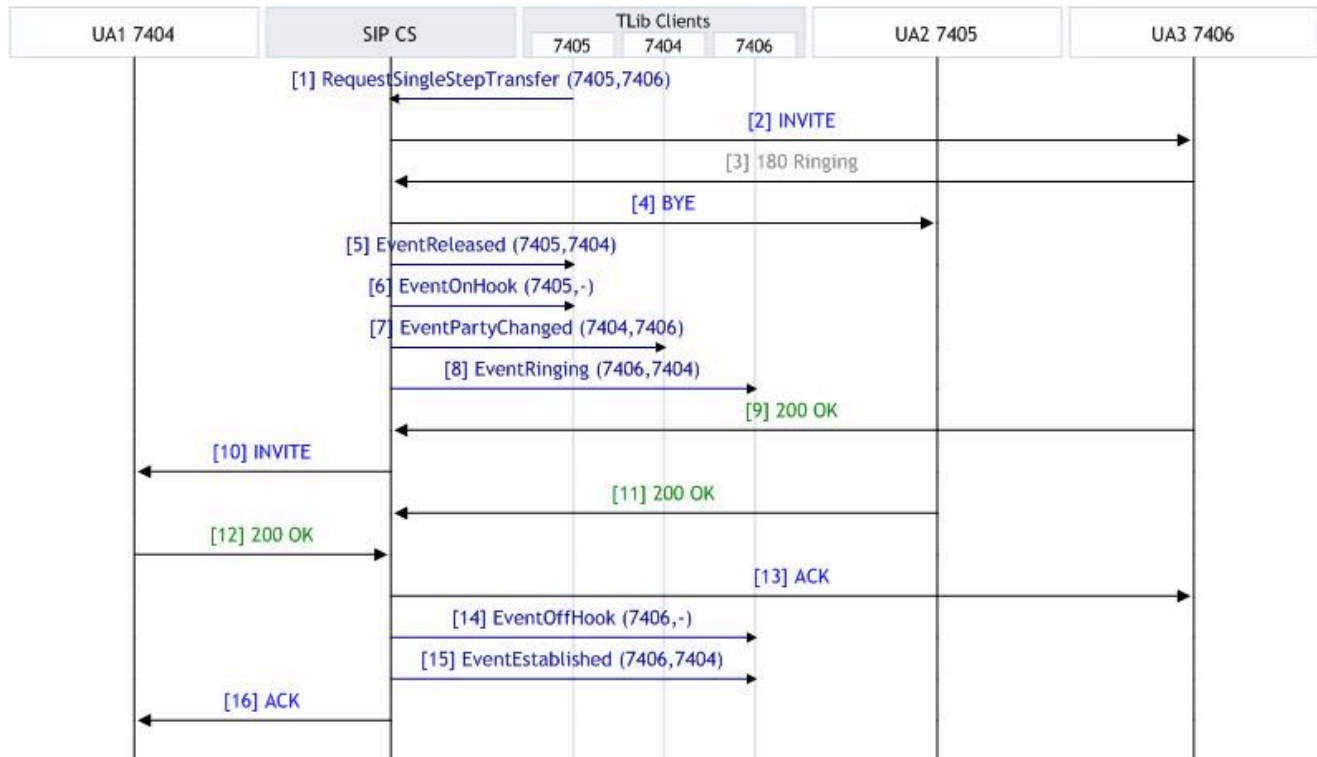 UA1 7404
SIP CS
TLib Clients
7405 7404 7406
UA2 7405
UA3 7406
[1] RequestSingleStepTransfer (7405,7406)
[2] INVITE
[3] 180 Ringing
[4] BYE
[5] EventReleased (7405,7404)
[6] EventOnHook (7405,-)
[7] EventPartyChanged (7404,7406)
[8] EventRinging (7406,7404)
[9] 200 OK
[10] INVITE
[11] 200 OK
[12] 200 OK
[13] ACK
[14] EventOffHook (7406,-)
[15] EventEstablished (7406,7404)
[16] ACK